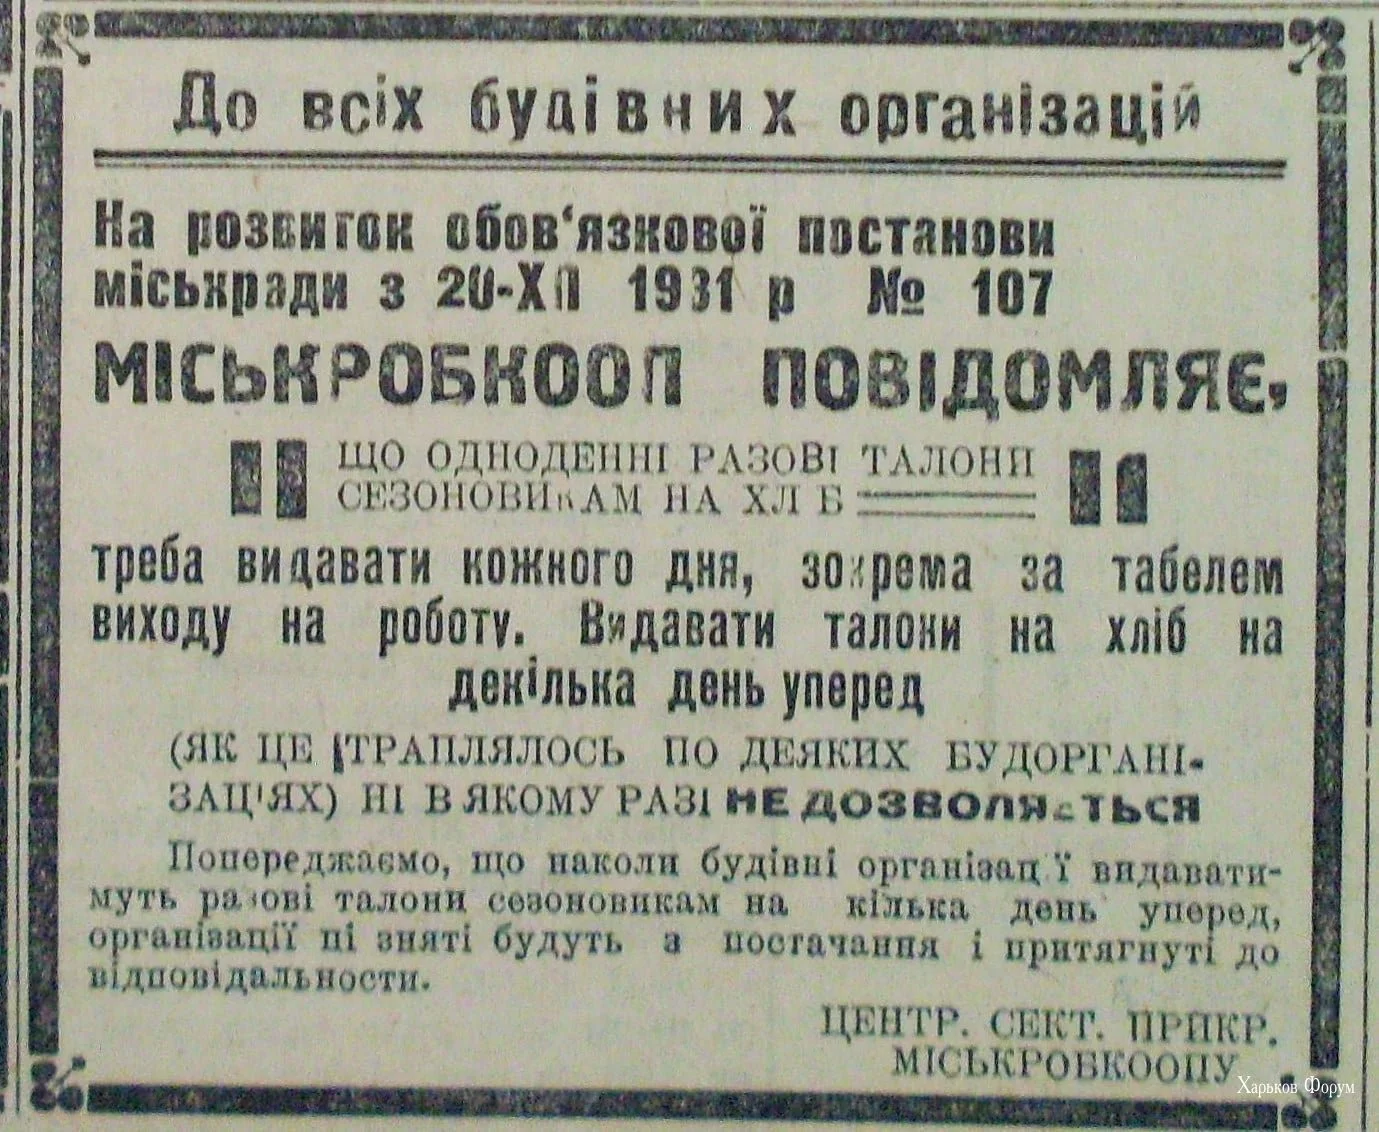 До всіх будівних організацій
На розвиток обов'язкової постанови
міськради з 20-XII 1931 р № 107
МІСЬКРОБКООП ПОВІДОМЛЯЄ,
ЩО ОДНОДЕННІ РАЗОВІ ТАЛОНИ
СЕЗОНОВИКАМ НА ХЛ Б
треба видавати кожного дня, зокрема за табелем
виходу на роботу. Видавати талони на хліб на
декілька день уперед
(ЯК ЦЕ ТРАПЛЯЛОСЬ ПО ДЕЯКИХ БУДОРГАНІ-
ЗАЦ'ЯХ) НІ В ЯКОМУ РАЗІ НЕ ДОЗВОЛЯЄТЬСЯ
Попереджаємо, що наколи будівні організац ї видавати-
муть разові талони сезоновикам на кілька день уперед,
організації ці зняті будуть з постачання і притягнуті до
відповідальности.
ЦЕНТР. СЕКТ. ПРИКР.
МІСЬКРОБКООПУ
Харьков Форум